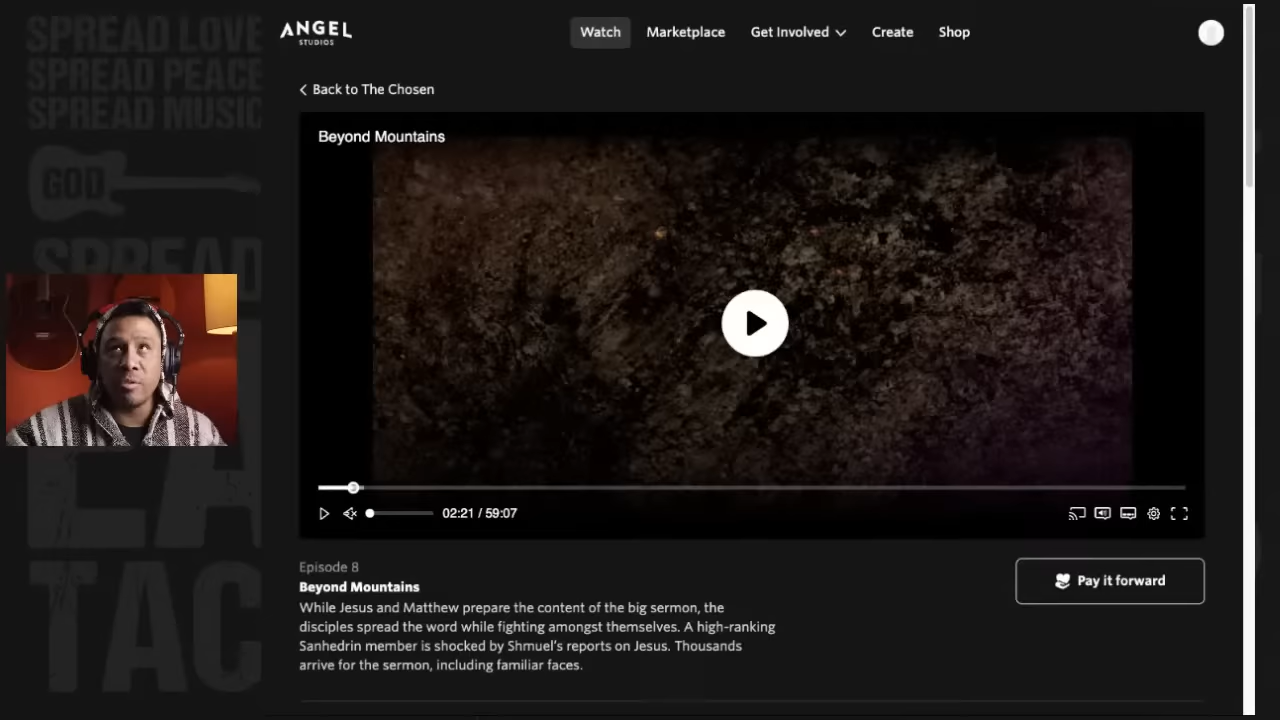 SPREAD LOVE
SPREAD PEACE
SPREAD MUSIC
GOD
SPREAD
TAC
ANGEL
STUDIOS
Watch
Marketplace
Get Involved
Create
Shop
Back to The Chosen
Beyond Mountains
02:21 / 59:07
Episode 8
Beyond Mountains
While Jesus and Matthew prepare the content of the big sermon, the
disciples spread the word while fighting amongst themselves. A high-ranking
Sanhedrin member is shocked by Shmuel's reports on Jesus. Thousands
arrive for the sermon, including familiar faces.
Pay it forward